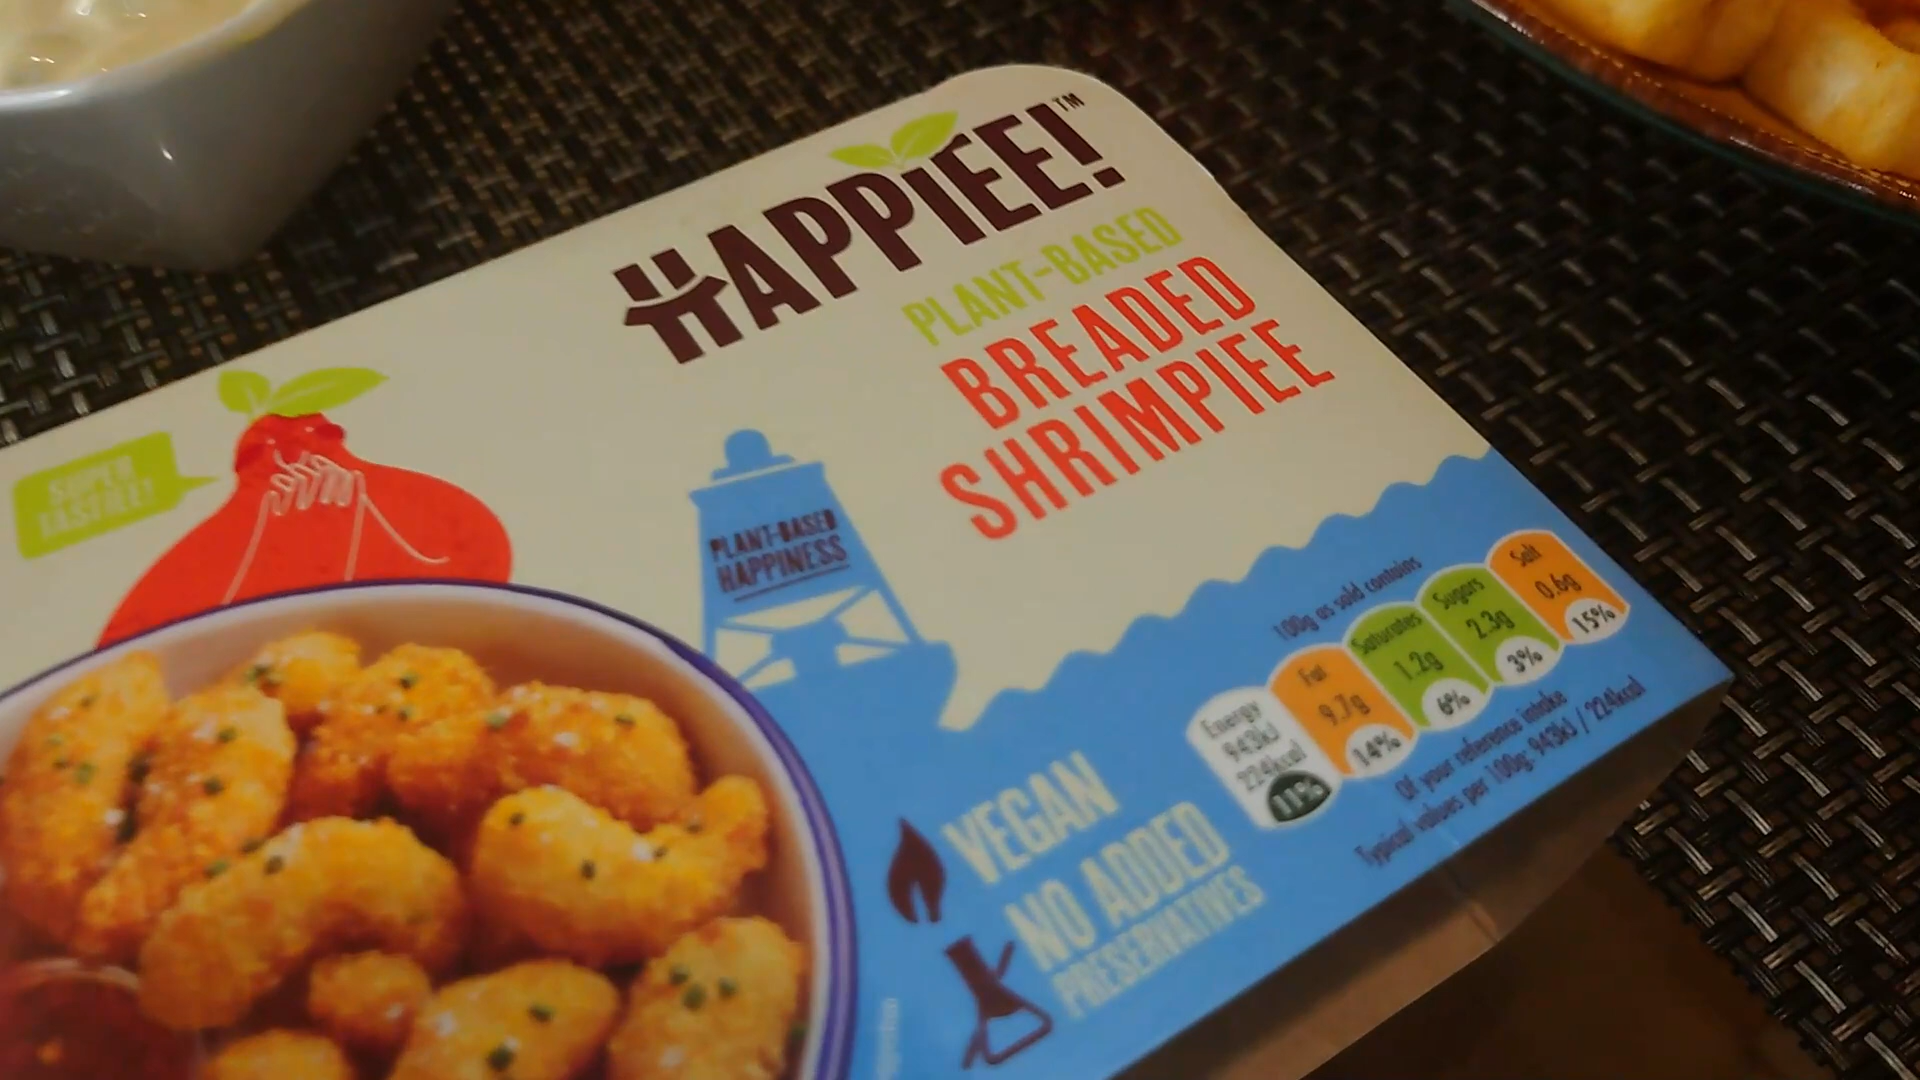 HAPPIEE!™
PLANT-BASED
BREADED
SHRIMPIEE
SUPER
TASTIEE!
PLANT-BASED
HAPPINESS
100g as sold contains
Energy
943kJ
224kcal
11%
Fat
9.7g
14%
Saturates
1.2g
6%
Sugars
2.3g
3%
Salt
0.6g
15%
Of your reference intake
Typical values per 100g: 943kJ / 224kcal
VEGAN
NO ADDED
PRESERVATIVES